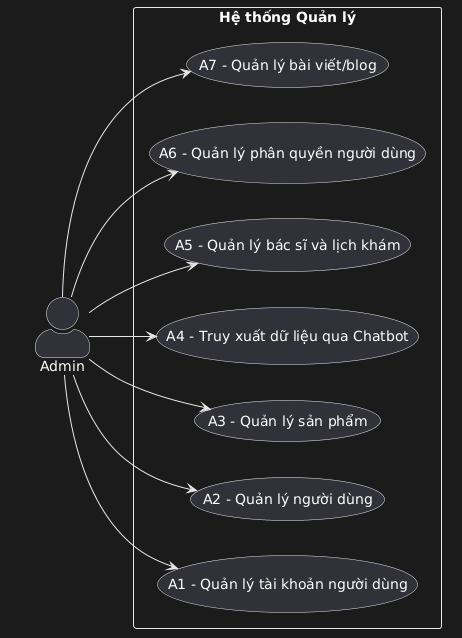 Hệ thống Quản lý
A7 - Quản lý bài viết/blog
A6 - Quản lý phân quyền người dùng
A5 - Quản lý bác sĩ và lịch khám
A4 - Truy xuất dữ liệu qua Chatbot
Admin
A3 - Quản lý sản phẩm
A2 - Quản lý người dùng
A1 - Quản lý tài khoản người dùng